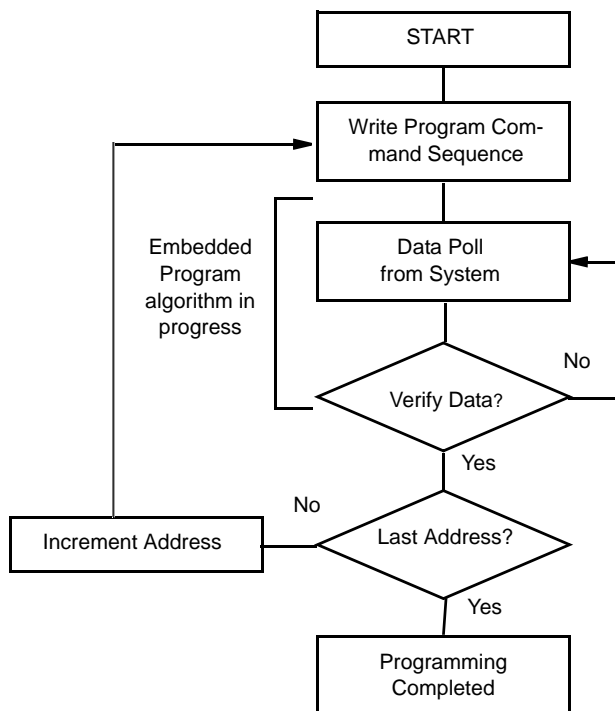 START
Write Program Com-
mand Sequence
Embedded
Program
algorithm in
progress
Data Poll
from System
Verify Data?
No
Yes
Last Address?
No
Increment Address
Yes
Programming
Completed